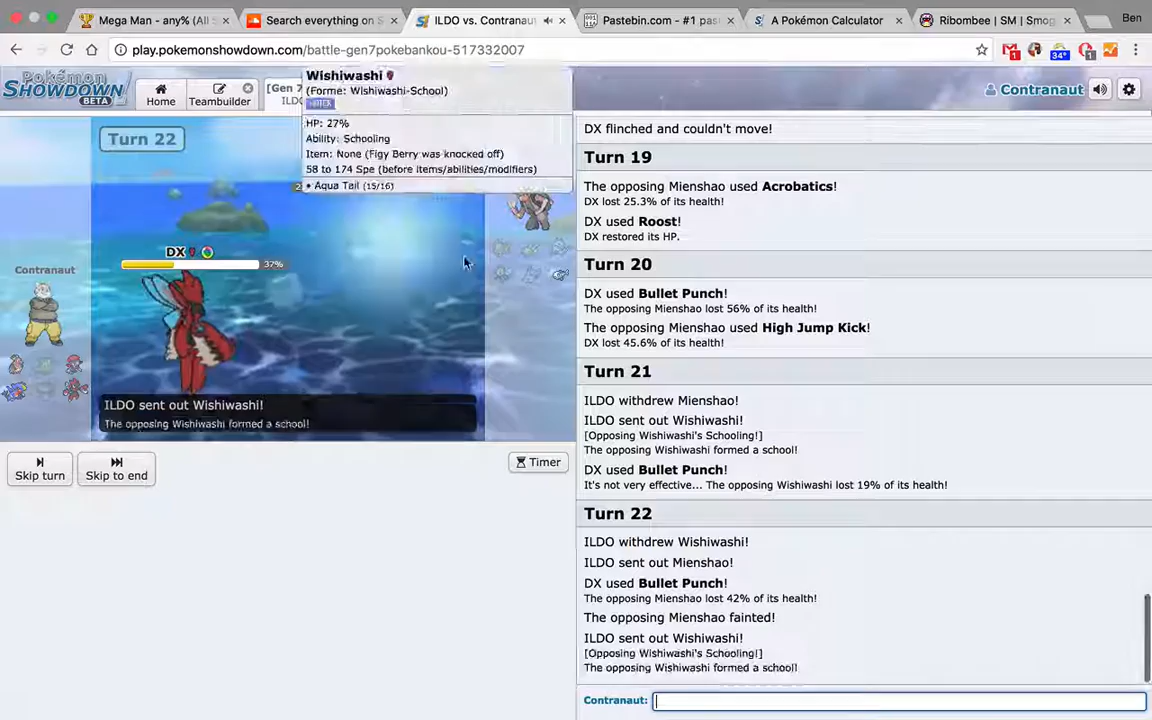 Mega Man - any% (All S
Search everything on S
ILDO vs. Contranaut
Pastebin.com - #1 pas
A Pokémon Calculator
Ribombee | SM | Smog
Ben
play.pokemonshowdown.com/battle-gen7pokebankou-517332007
Pokémon
SHOWDOWN
BETA
Home
Teambuilder
[Gen 7
ILDO
Contranaut
Wishiwashi
(Forme: Wishiwashi-School)
WATER
HP: 27%
Ability: Schooling
Item: None (Figy Berry was knocked off)
58 to 174 Spe (before items/abilities/modifiers)
• Aqua Tail (15/16)
Turn 22
DX
37%
Contranaut
ILDO sent out Wishiwashi!
The opposing Wishiwashi formed a school!
Skip turn
Skip to end
Timer
DX flinched and couldn't move!
Turn 19
The opposing Mienshao used Acrobatics!
DX lost 25.3% of its health!
DX used Roost!
DX restored its HP.
Turn 20
DX used Bullet Punch!
The opposing Mienshao lost 56% of its health!
The opposing Mienshao used High Jump Kick!
DX lost 45.6% of its health!
Turn 21
ILDO withdrew Mienshao!
ILDO sent out Wishiwashi!
[Opposing Wishiwashi's Schooling!]
The opposing Wishiwashi formed a school!
DX used Bullet Punch!
It's not very effective... The opposing Wishiwashi lost 19% of its health!
Turn 22
ILDO withdrew Wishiwashi!
ILDO sent out Mienshao!
DX used Bullet Punch!
The opposing Mienshao lost 42% of its health!
The opposing Mienshao fainted!
ILDO sent out Wishiwashi!
[Opposing Wishiwashi's Schooling!]
The opposing Wishiwashi formed a school!
Contranaut: